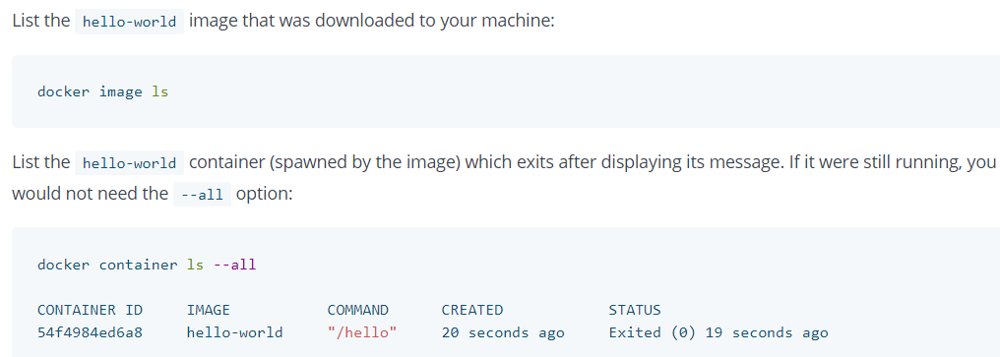 List the hello-world image that was downloaded to your machine:
docker image ls
List the hello-world container (spawned by the image) which exits after displaying its message. If it were still running, you
would not need the --all option:
docker container ls --all
CONTAINER ID IMAGE COMMAND CREATED STATUS
54f4984ed6a8 hello-world "/hello" 20 seconds ago Exited (0) 19 seconds ago